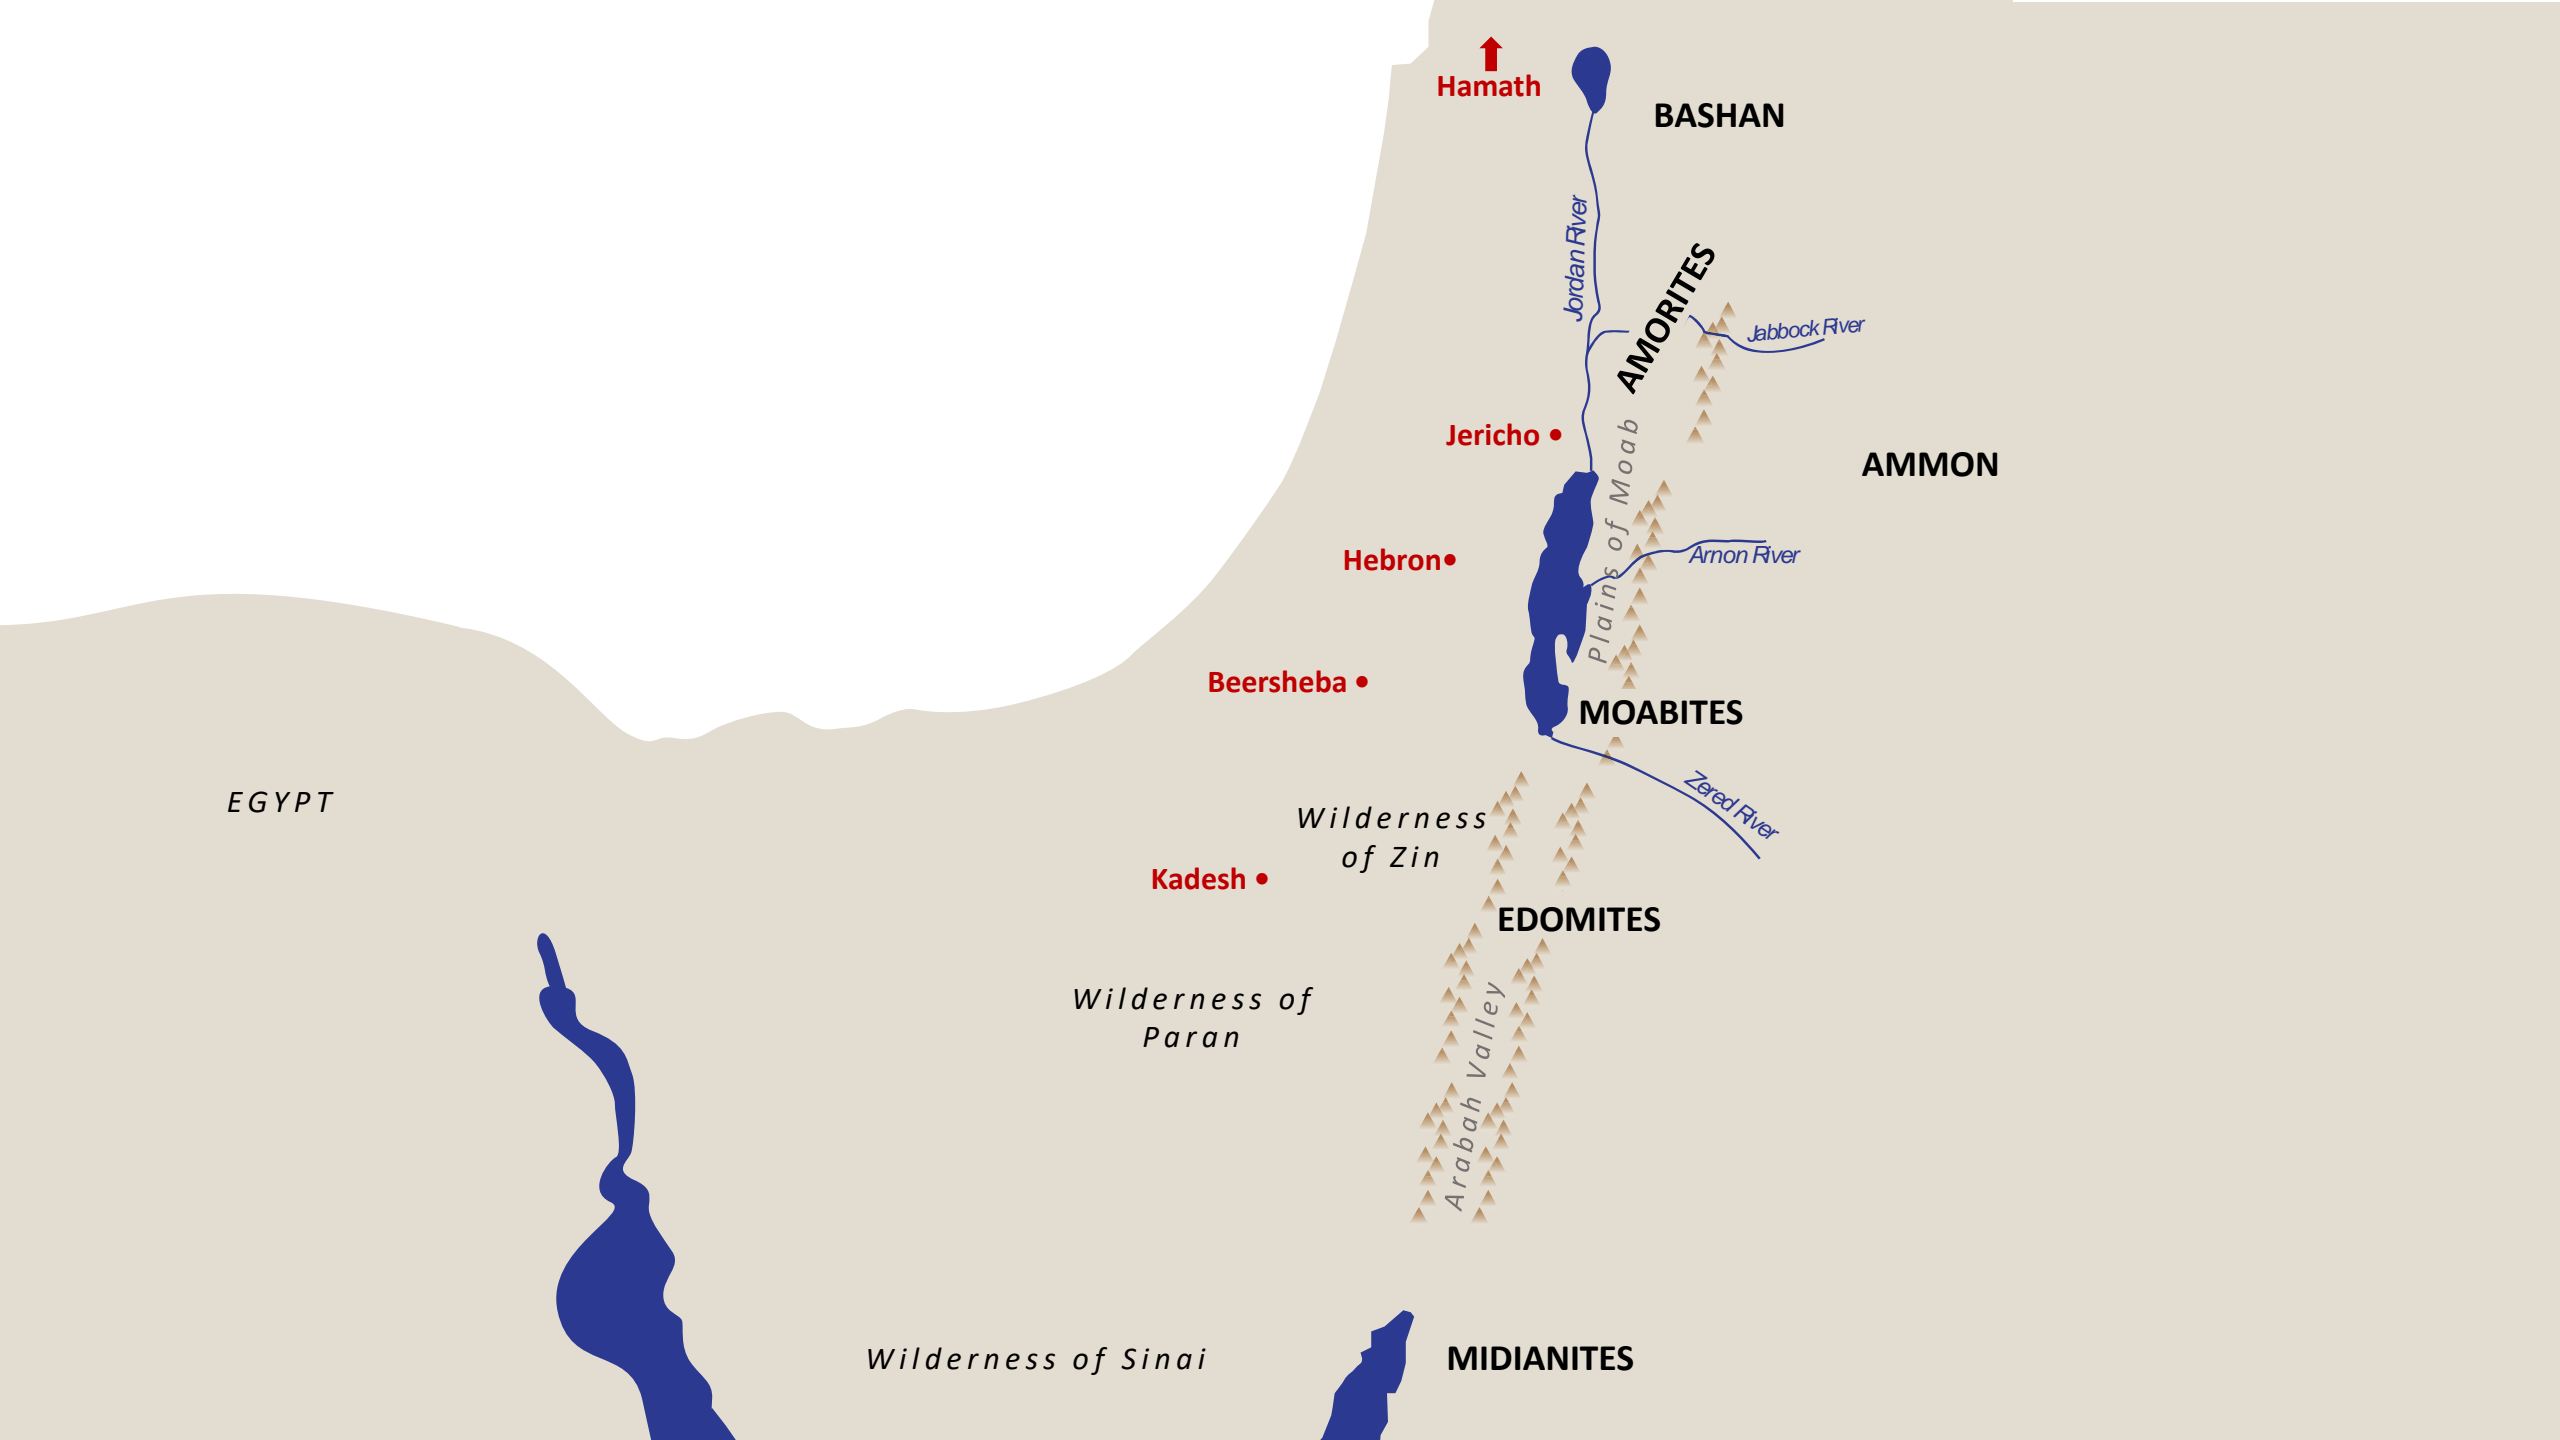 Hamath
BASHAN
Jordan River
AMORITES
Jabbock River
Jericho
Plains of Moab
AMMON
Hebron
Arnon River
Beersheba
MOABITES
EGYPT
Wilderness
of Zin
Zered River
Kadesh
EDOMITES
Wilderness of
Paran
Arabah Valley
Wilderness of Sinai
MIDIANITES